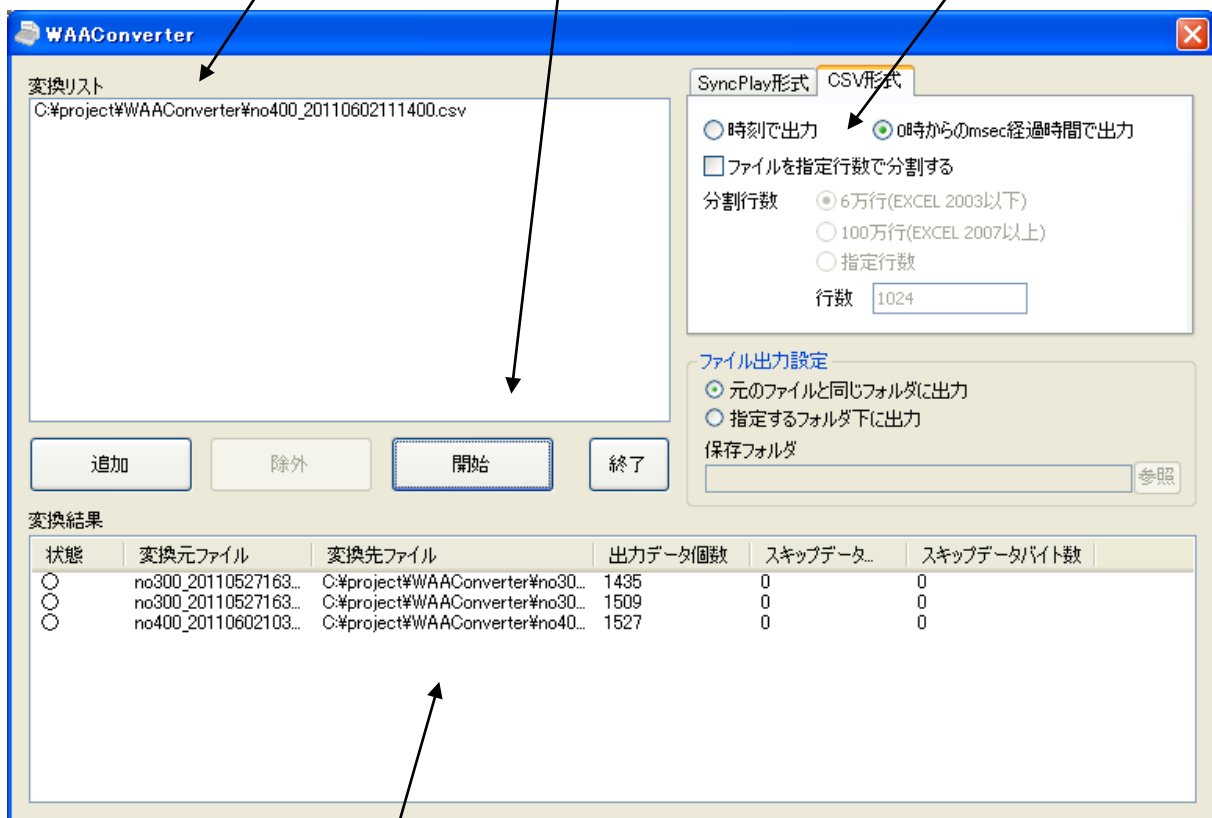 WAAConverter
変換リスト
C:¥project¥WAAConverter¥no400_20110602111400.csv
SyncPlay形式 CSV形式
時刻で出力 0時からのmsec経過時間で出力
ファイルを指定行数で分割する
分割行数 6万行(EXCEL 2003以下)
100万行(EXCEL 2007以上)
指定行数
行数 1024
ファイル出力設定
元のファイルと同じフォルダに出力
指定するフォルダ下に出力
保存フォルダ
参照
追加 除外 開始 終了
変換結果
状態 変換元ファイル 変換先ファイル 出力データ個数 スキップデータ... スキップデータバイト数
○ no300_20110527163... C:¥project¥WAAConverter¥no30... 1435 0 0
○ no300_20110527163... C:¥project¥WAAConverter¥no30... 1509 0 0
○ no400_20110602103... C:¥project¥WAAConverter¥no40... 1527 0 0